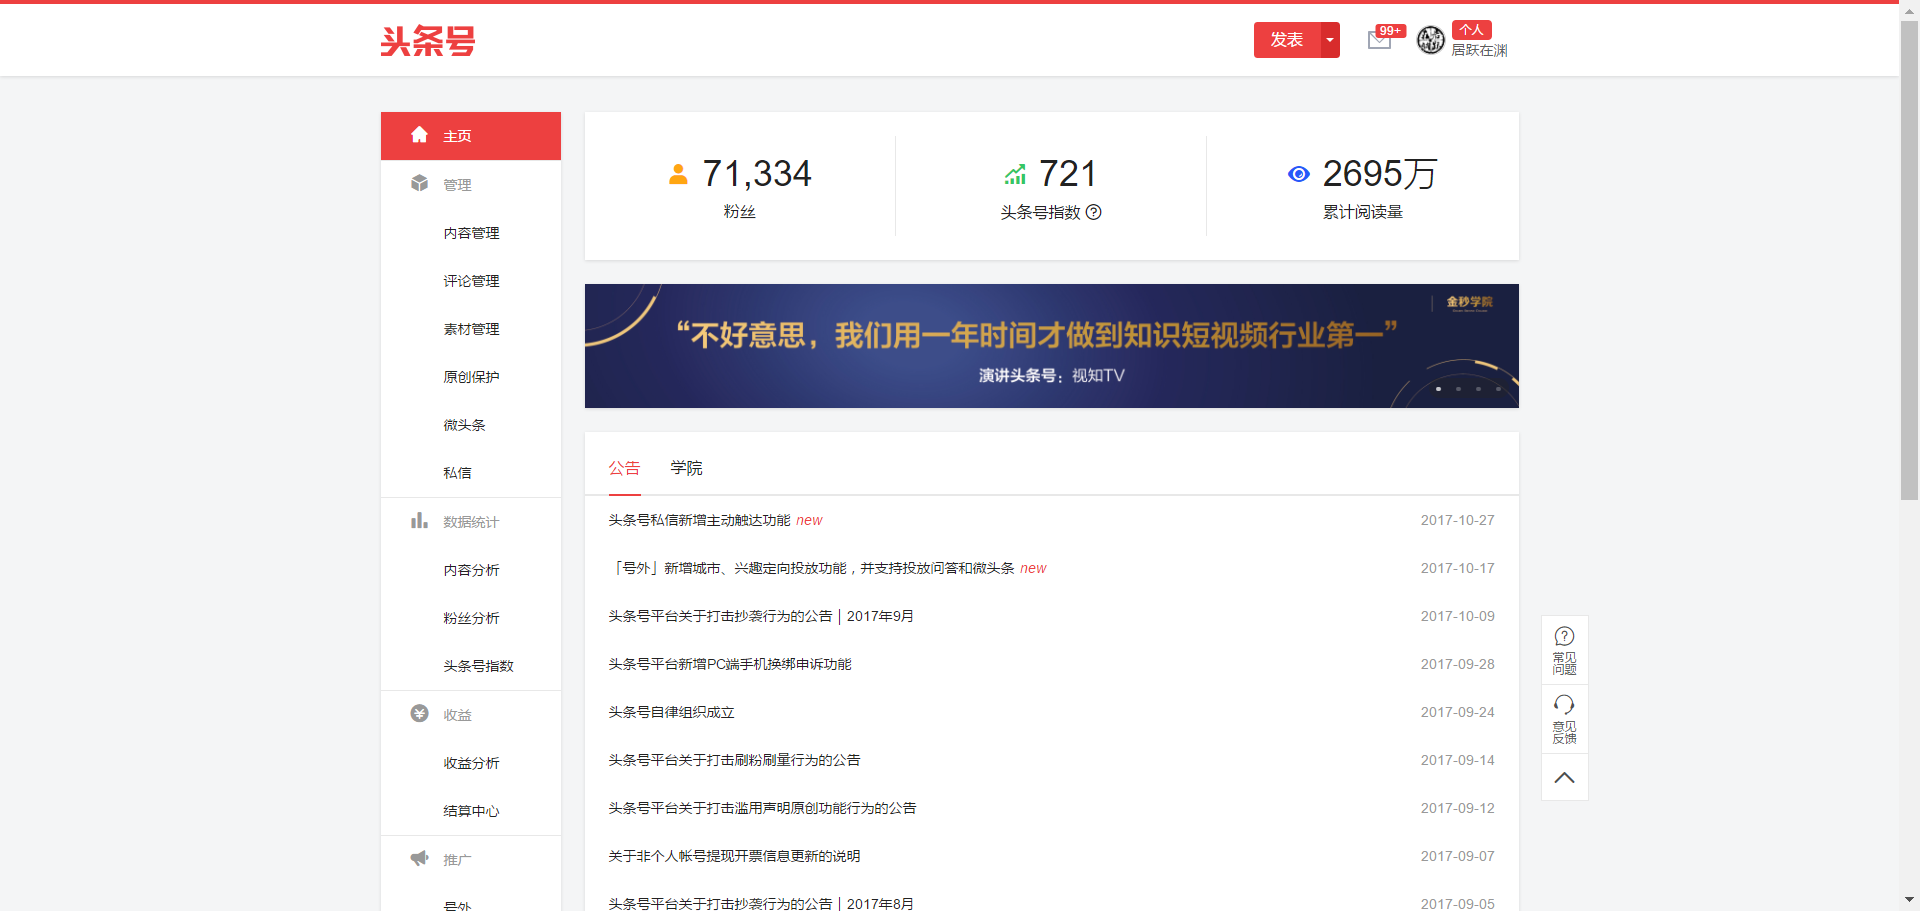 头条号
发表
99+
个人
居跃在渊
主页
管理
内容管理
评论管理
素材管理
原创保护
微头条
私信
数据统计
内容分析
粉丝分析
头条号指数
收益
收益分析
结算中心
推广
号外
71,334
粉丝
721
头条号指数
2695万
累计阅读量
金秒学院
“不好意思，我们用一年时间才做到知识短视频行业第一”
演讲头条号：视知TV
公告 学院
头条号私信新增主动触达功能 new 2017-10-27
「号外」新增城市、兴趣定向投放功能，并支持投放问答和微头条 new 2017-10-17
头条号平台关于打击抄袭行为的公告 | 2017年9月 2017-10-09
头条号平台新增PC端手机换绑申诉功能 2017-09-28
头条号自律组织成立 2017-09-24
头条号平台关于打击刷粉刷量行为的公告 2017-09-14
头条号平台关于打击滥用声明原创功能行为的公告 2017-09-12
关于非个人帐号提现开票信息更新的说明 2017-09-07
头条号平台关于打击抄袭行为的公告 | 2017年8月 2017-09-05
常见
问题
意见
反馈